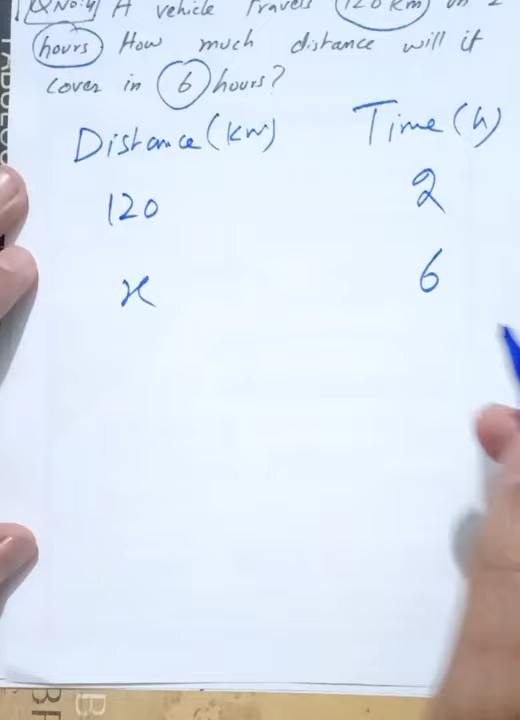 Q No: 4 A vehicle travels 120 km in 2
hours How much distance will it
cover in 6 hours?
Distance (km) Time (h)
120 2
x 6